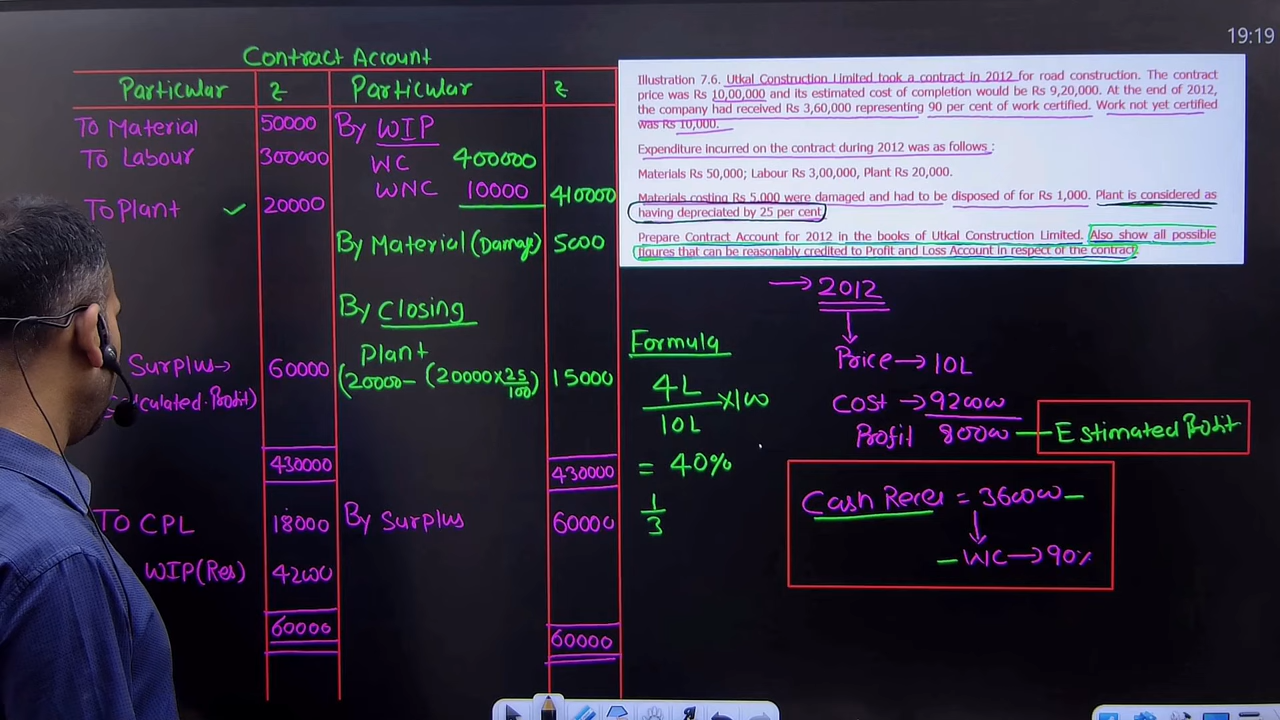 19:19
Contract Account
Particular ₹ Particular ₹
To Material 50000 By WIP
To Labour 300000 WC 400000
WNC 10000 410000
To Plant 20000
By Material (Damage) 5000
By Closing
Plant
(20000 - (20000 × 25/100) 15000
Surplus → 60000
Profit)
430000 430000
To CPL 18000 By Surplus 60000
WIP (Res) 42000
60000 60000
Illustration 7.6. Utkal Construction Limited took a contract in 2012 for road construction. The contract
price was Rs 10,00,000 and its estimated cost of completion would be Rs 9,20,000. At the end of 2012,
the company had received Rs 3,60,000 representing 90 per cent of work certified. Work not yet certified
was Rs 10,000.
Expenditure incurred on the contract during 2012 was as follows :
Materials Rs 50,000; Labour Rs 3,00,000, Plant Rs 20,000.
Materials costing Rs 5,000 were damaged and had to be disposed of for Rs 1,000. Plant is considered as
having depreciated by 25 per cent.
Prepare Contract Account for 2012 in the books of Utkal Construction Limited. Also show all possible
figures that can be reasonably credited to Profit and Loss Account in respect of the contract.
Formula
4L/10L × 100
= 40%
1/3
→ 2012
Price → 10L
Cost → 920000
Profit 80000 — Estimated Profit
Cash Recei = 360000 —
— WC → 90%